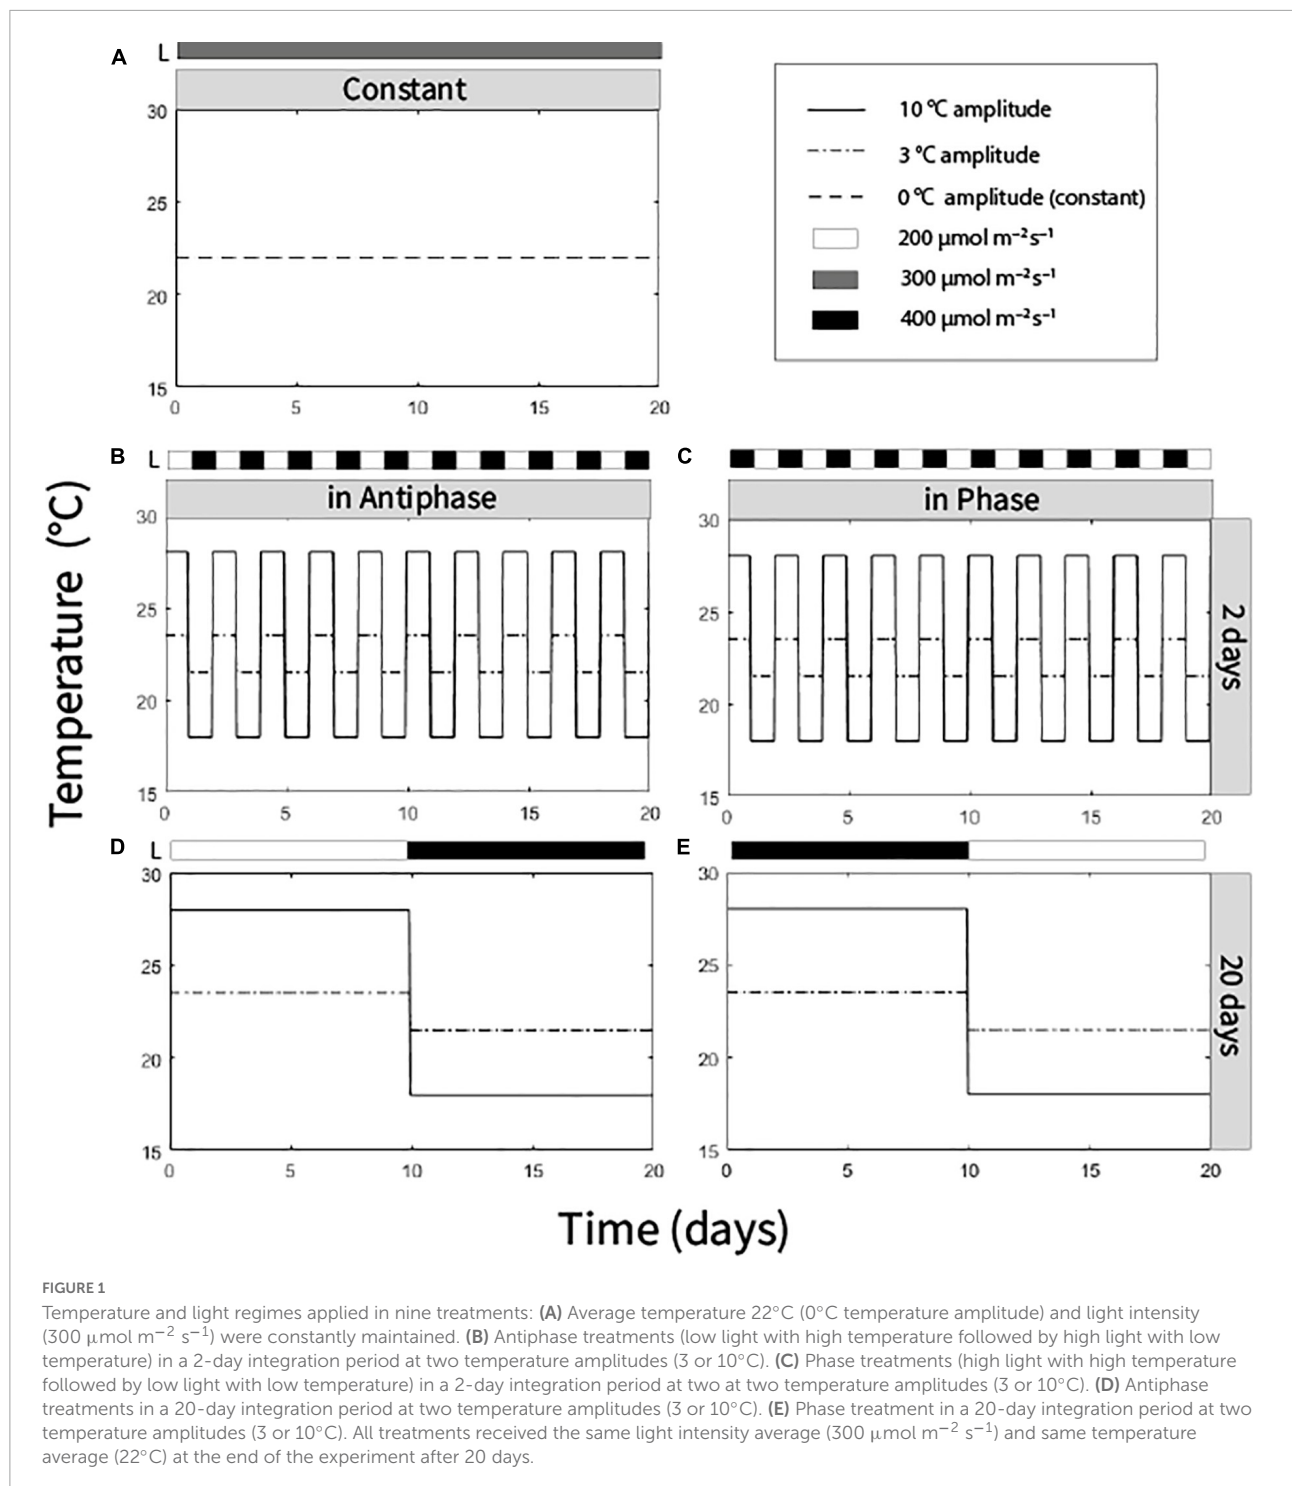 A
L
Constant
30
25
20
15
0 5 10 15 20
10 °C amplitude
3 °C amplitude
0 °C amplitude (constant)
200 μmol m⁻²s⁻¹
300 μmol m⁻²s⁻¹
400 μmol m⁻²s⁻¹
Temperature (°C)
B
L
in Antiphase
30
25
20
15
0 5 10 15 20
C
in Phase
30
25
20
15
0 5 10 15 20
2 days
D
L
30
25
20
15
0 5 10 15 20
E
30
25
20
15
0 5 10 15 20
20 days
Time (days)
FIGURE 1
Temperature and light regimes applied in nine treatments: (A) Average temperature 22°C (0°C temperature amplitude) and light intensity
(300 μmol m⁻² s⁻¹) were constantly maintained. (B) Antiphase treatments (low light with high temperature followed by high light with low
temperature) in a 2-day integration period at two temperature amplitudes (3 or 10°C). (C) Phase treatments (high light with high temperature
followed by low light with low temperature) in a 2-day integration period at two at two temperature amplitudes (3 or 10°C). (D) Antiphase
treatments in a 20-day integration period at two temperature amplitudes (3 or 10°C). (E) Phase treatment in a 20-day integration period at two
temperature amplitudes (3 or 10°C). All treatments received the same light intensity average (300 μmol m⁻² s⁻¹) and same temperature
average (22°C) at the end of the experiment after 20 days.